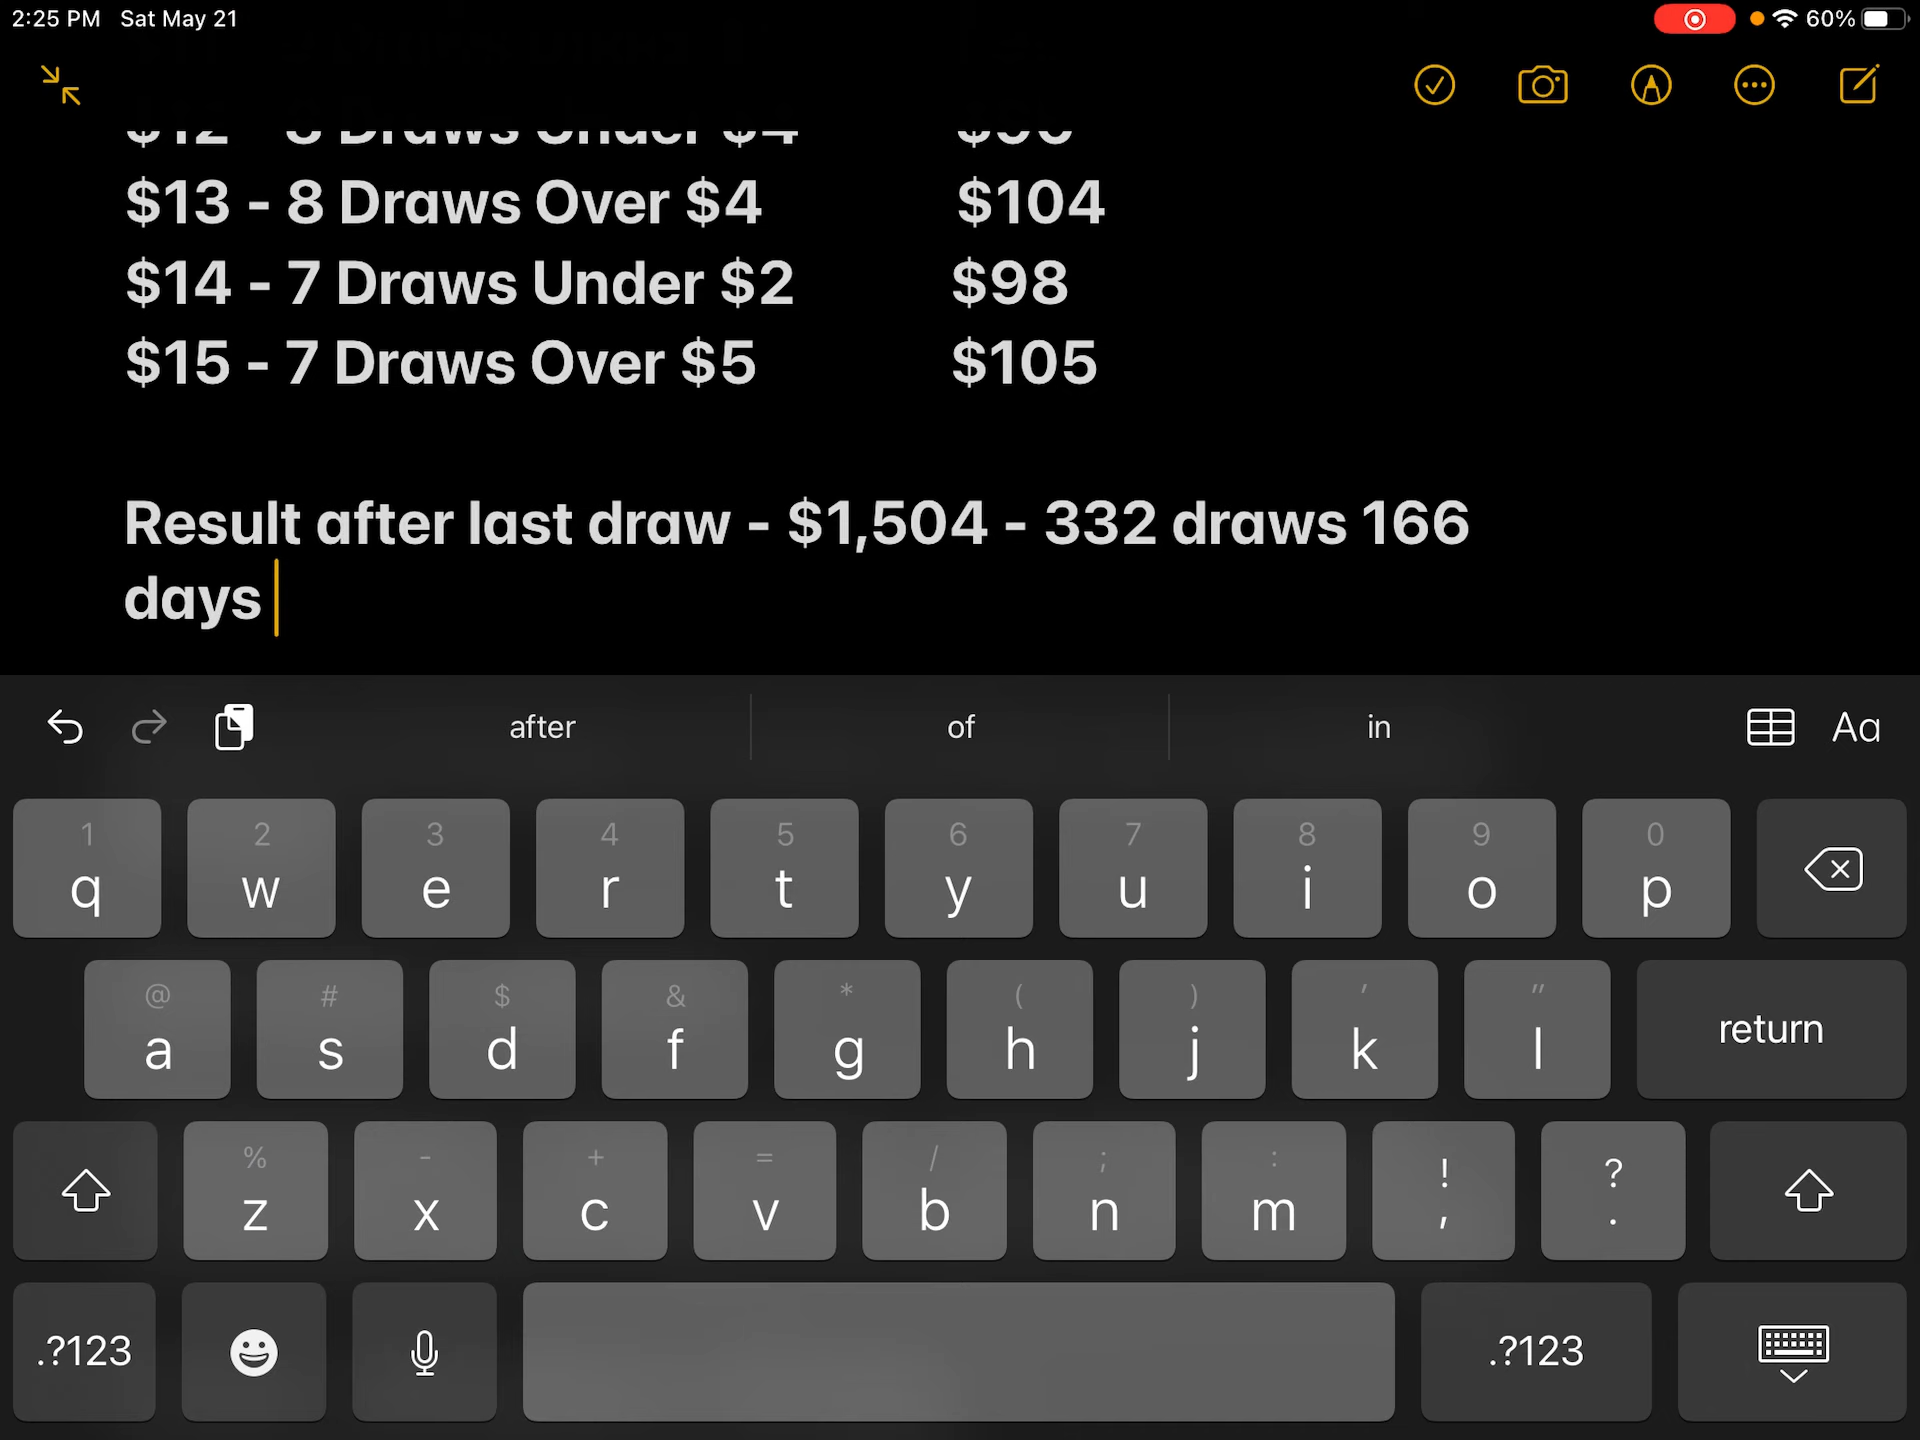 2:25 PM Sat May 21
60%
$13 - 8 Draws Over $4 $104
$14 - 7 Draws Under $2 $98
$15 - 7 Draws Over $5 $105
Result after last draw - $1,504 - 332 draws 166
days
after of in
Aa
1 2 3 4 5 6 7 8 9 0
q w e r t y u i o p
@ # $ & * ( ) ' "
a s d f g h j k l return
% - + = / ; : ! ?
z x c v b n m , .
.?123 .?123